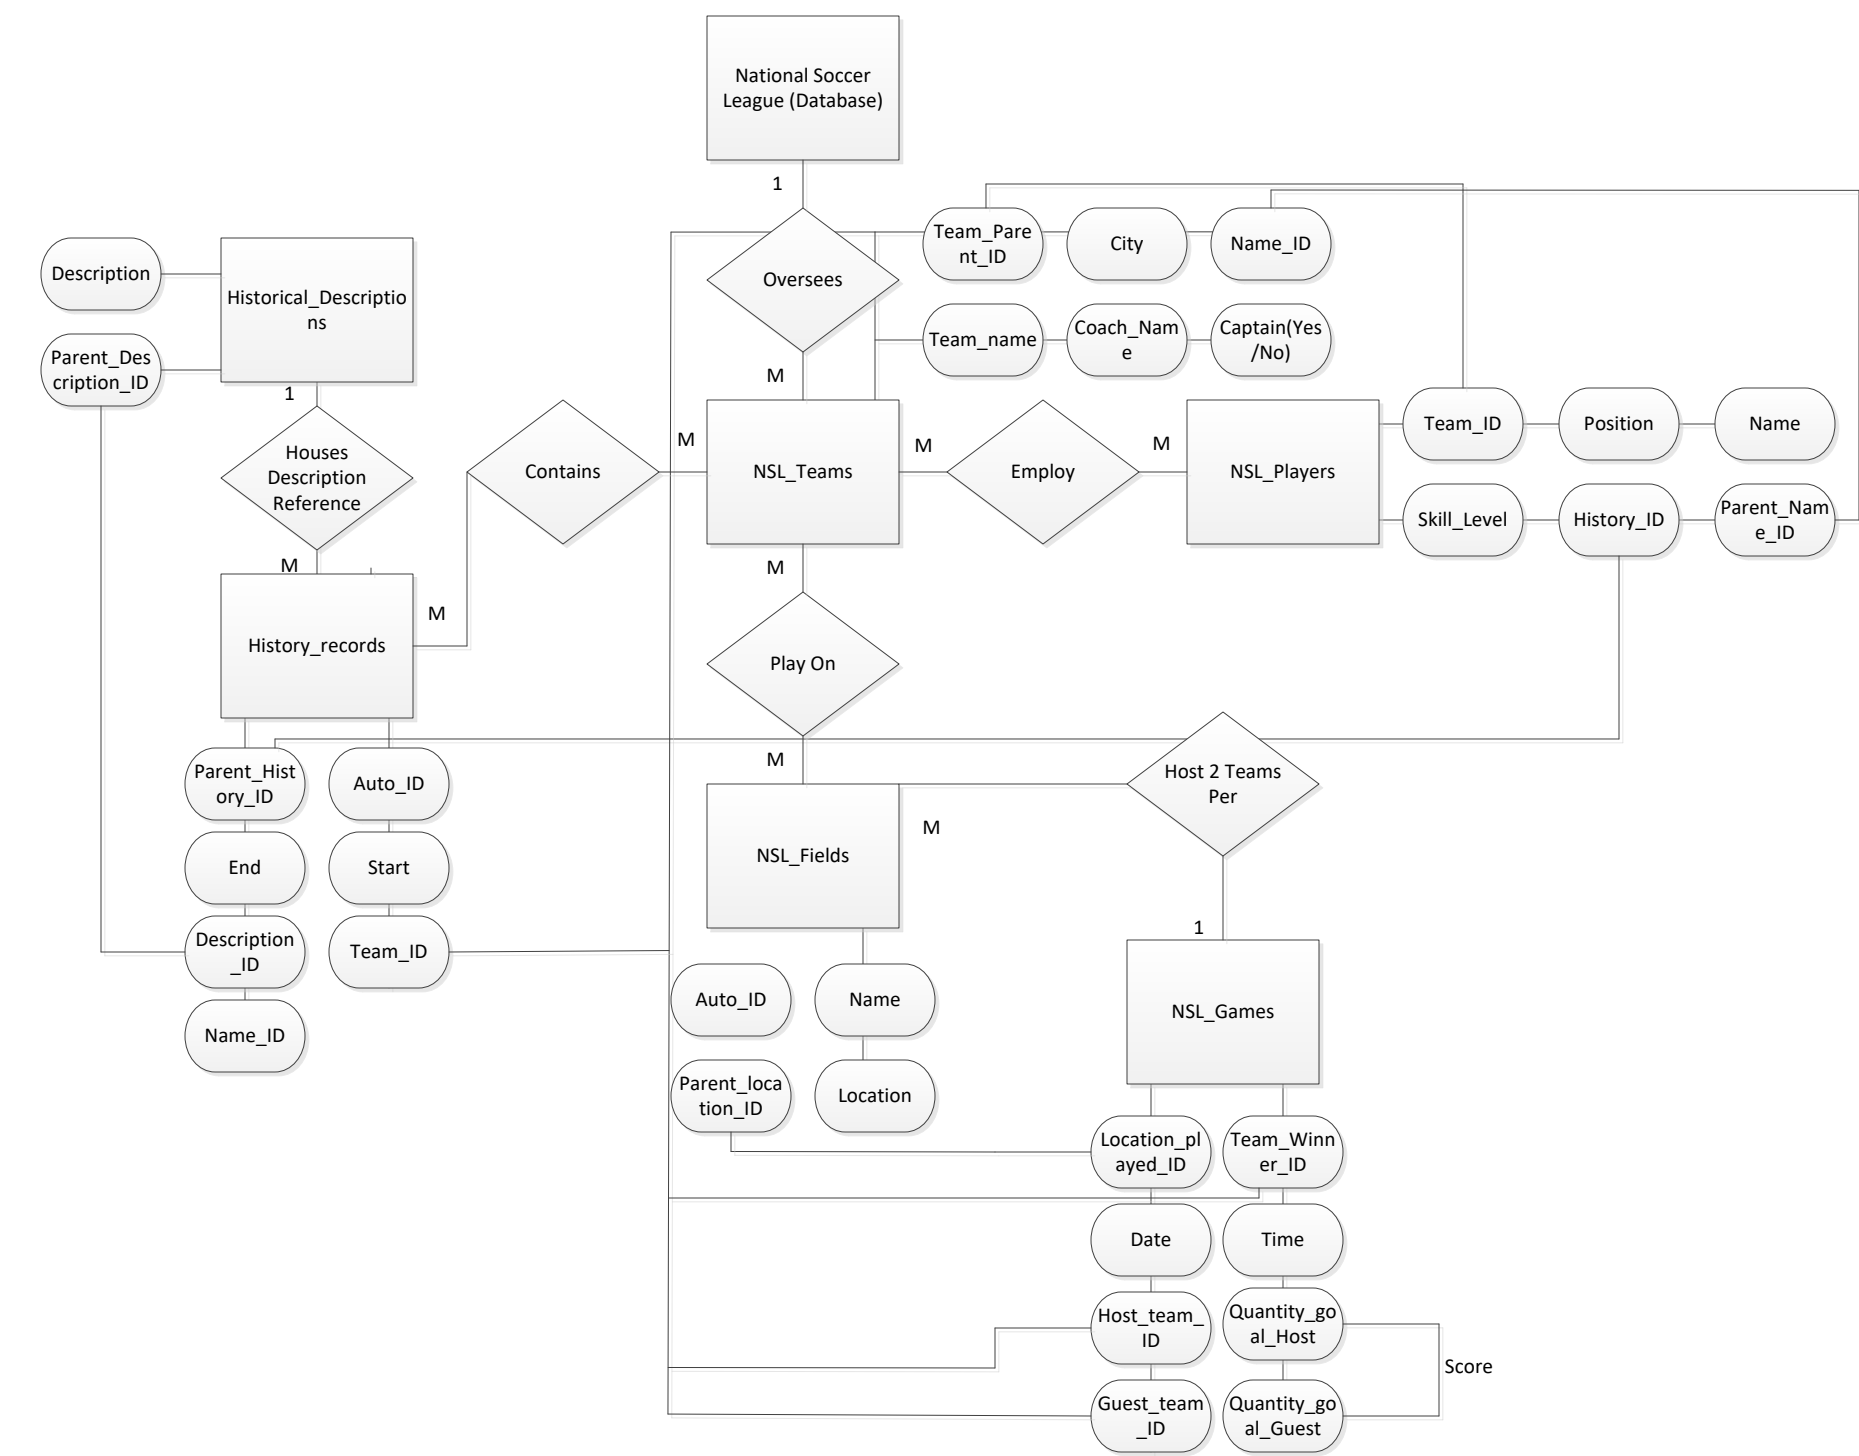 National Soccer
League (Database)
1
Team_Pare
nt_ID
City
Name_ID
Description
Historical_Descriptio
ns
Oversees
Team_name
Coach_Nam
e
Captain(Yes
/No)
Parent_Des
cription_ID
1
M
Houses
Description
Reference
Contains
M
NSL_Teams
M
Employ
M
NSL_Players
Team_ID
Position
Name
Skill_Level
History_ID
Parent_Nam
e_ID
M
M
M
History_records
Play On
M
Parent_Hist
ory_ID
Auto_ID
Host 2 Teams
Per
M
NSL_Fields
End
Start
1
Description
_ID
Team_ID
Auto_ID
Name
NSL_Games
Name_ID
Parent_loca
tion_ID
Location
Location_pl
ayed_ID
Team_Winn
er_ID
Date
Time
Host_team_
ID
Quantity_go
al_Host
Score
Guest_team
_ID
Quantity_go
al_Guest